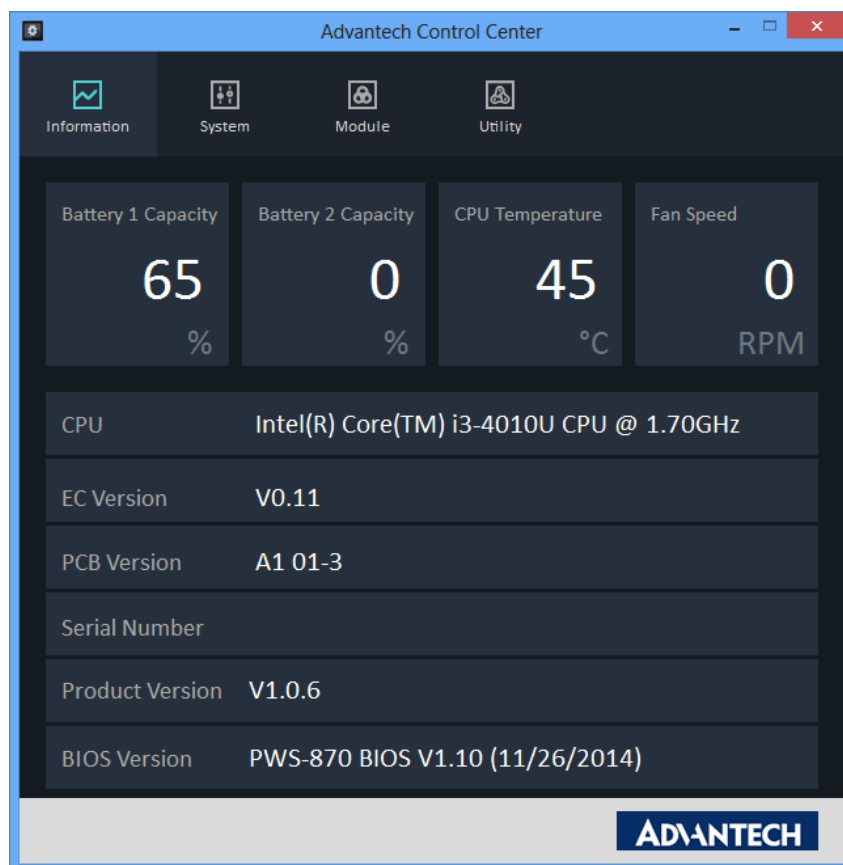 Advantech Control Center
Information System Module Utility
Battery 1 Capacity Battery 2 Capacity CPU Temperature Fan Speed
65 0 45 0
% % °C RPM
CPU Intel(R) Core(TM) i3-4010U CPU @ 1.70GHz
EC Version V0.11
PCB Version A1 01-3
Serial Number
Product Version V1.0.6
BIOS Version PWS-870 BIOS V1.10 (11/26/2014)
ADVANTECH